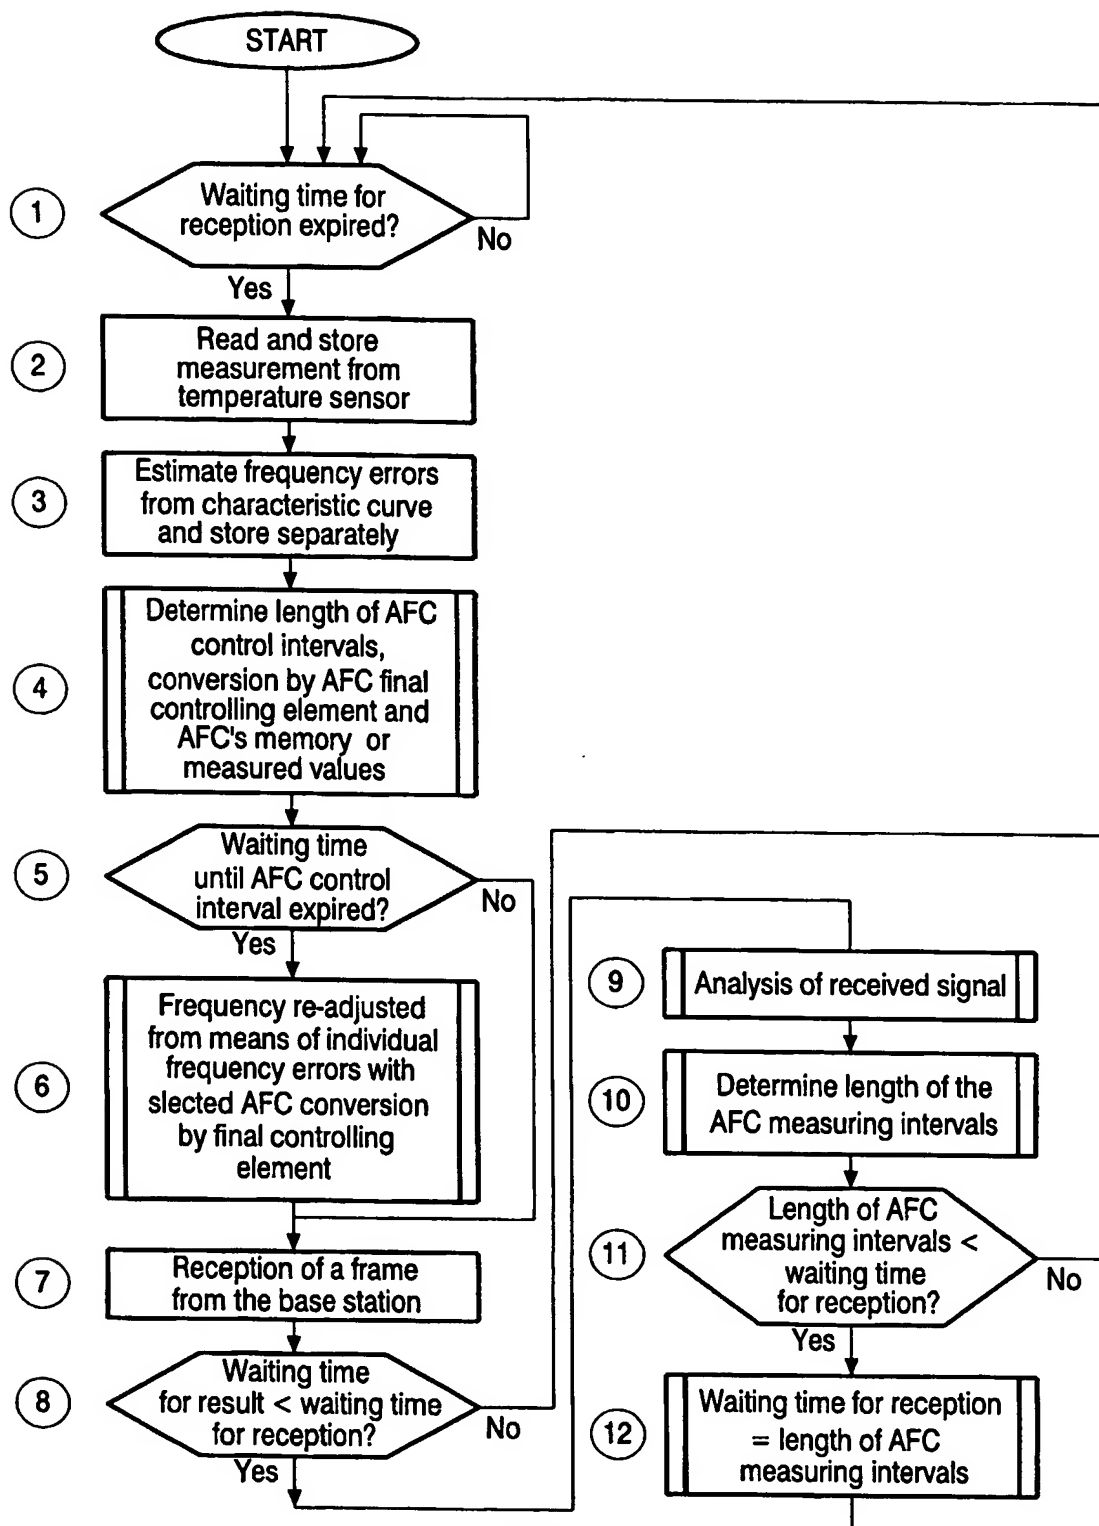 START
1
Waiting time for
reception expired?
No
Yes
2
Read and store
measurement from
temperature sensor
3
Estimate frequency errors
from characteristic curve
and store separately
4
Determine length of AFC
control intervals,
conversion by AFC final
controlling element and
AFC's memory or
measured values
5
Waiting time
until AFC control
interval expired?
No
Yes
6
Frequency re-adjusted
from means of individual
frequency errors with
slected AFC conversion
by final controlling
element
7
Reception of a frame
from the base station
8
Waiting time
for result < waiting time
for reception?
No
Yes
9
Analysis of received signal
10
Determine length of the
AFC measuring intervals
11
Length of AFC
measuring intervals <
waiting time
for reception?
No
Yes
12
Waiting time for reception
= length of AFC
measuring intervals